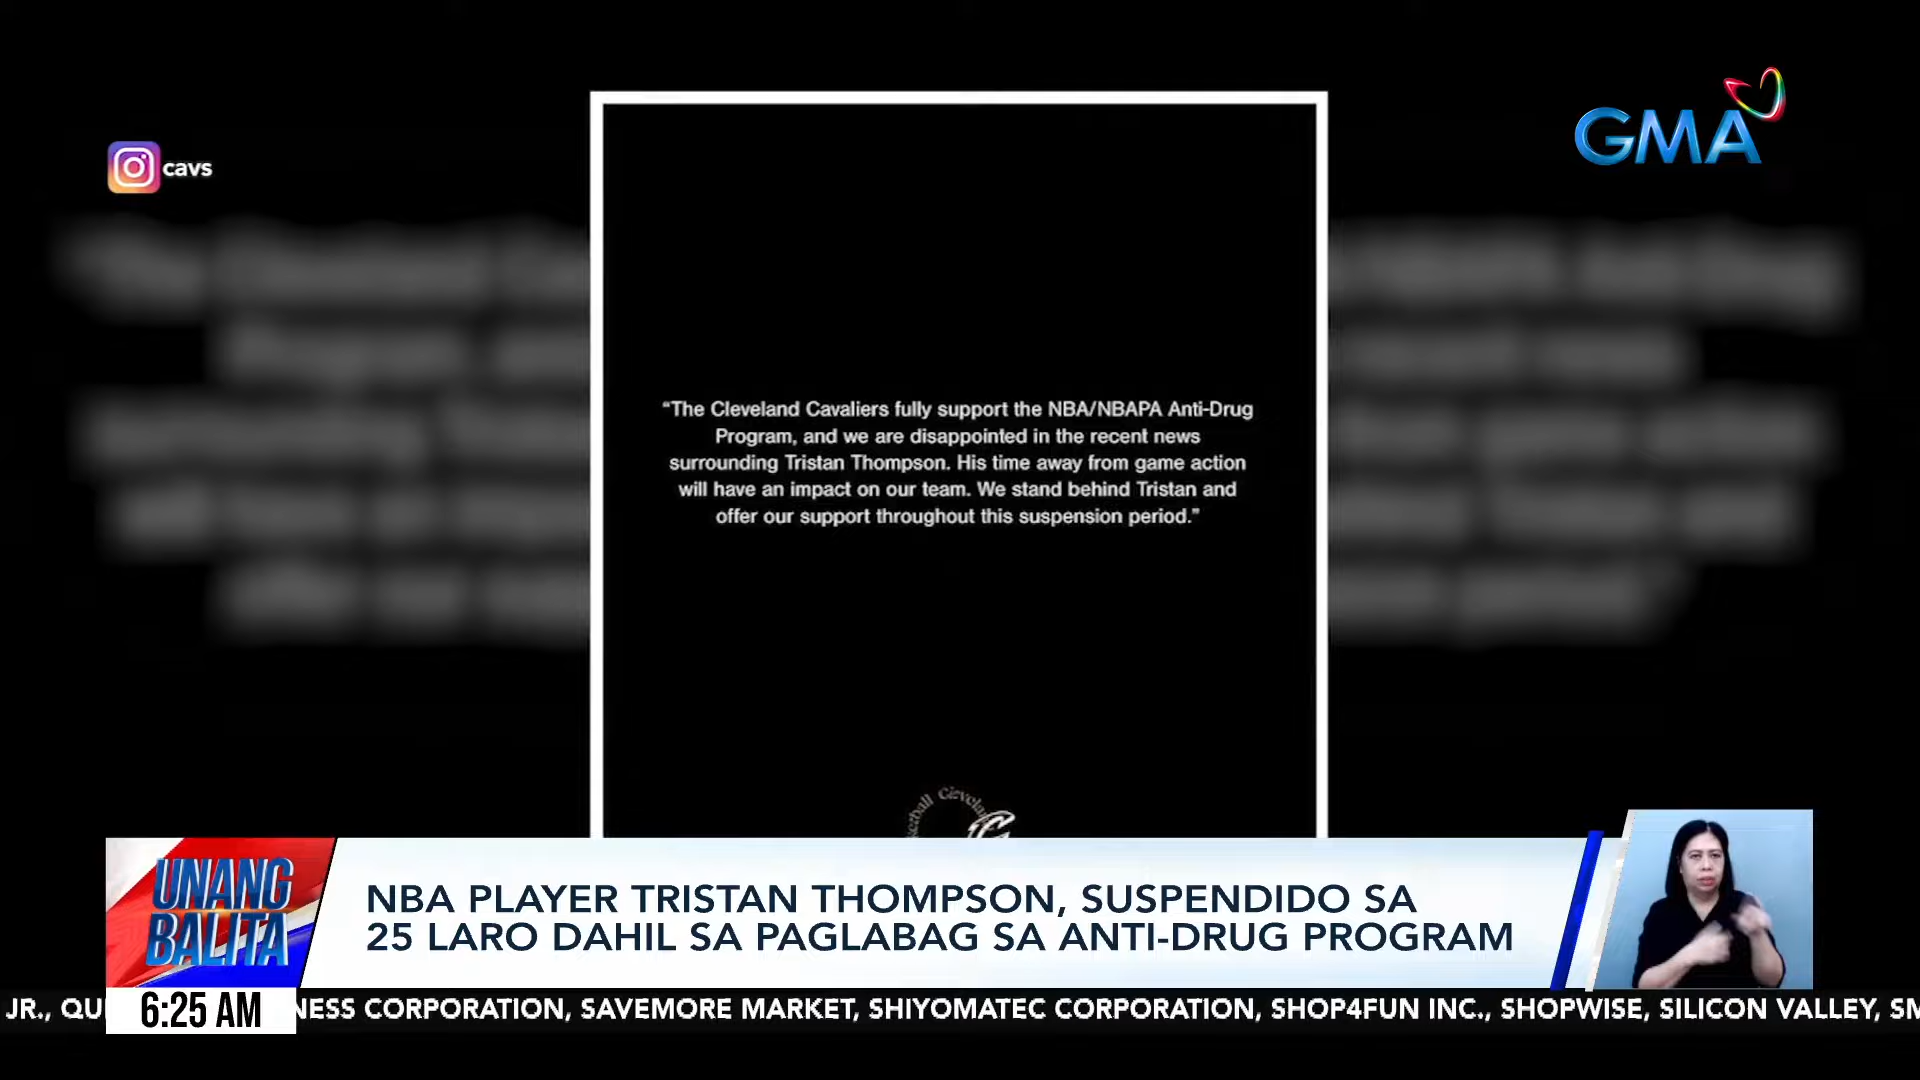 GMA
cavs
“The Cleveland Cavaliers fully support the NBA/NBAPA Anti-Drug
Program, and we are disappointed in the recent news
surrounding Tristan Thompson. His time away from game action
will have an impact on our team. We stand behind Tristan and
offer our support throughout this suspension period.”
UNANG
BALITA
NBA PLAYER TRISTAN THOMPSON, SUSPENDIDO SA
25 LARO DAHIL SA PAGLABAG SA ANTI-DRUG PROGRAM
6:25 AM
JR., CORPORATION, SAVEMORE MARKET, SHIYOMATEC CORPORATION, SHOP4FUN INC., SHOPWISE, SILICON VALLEY,